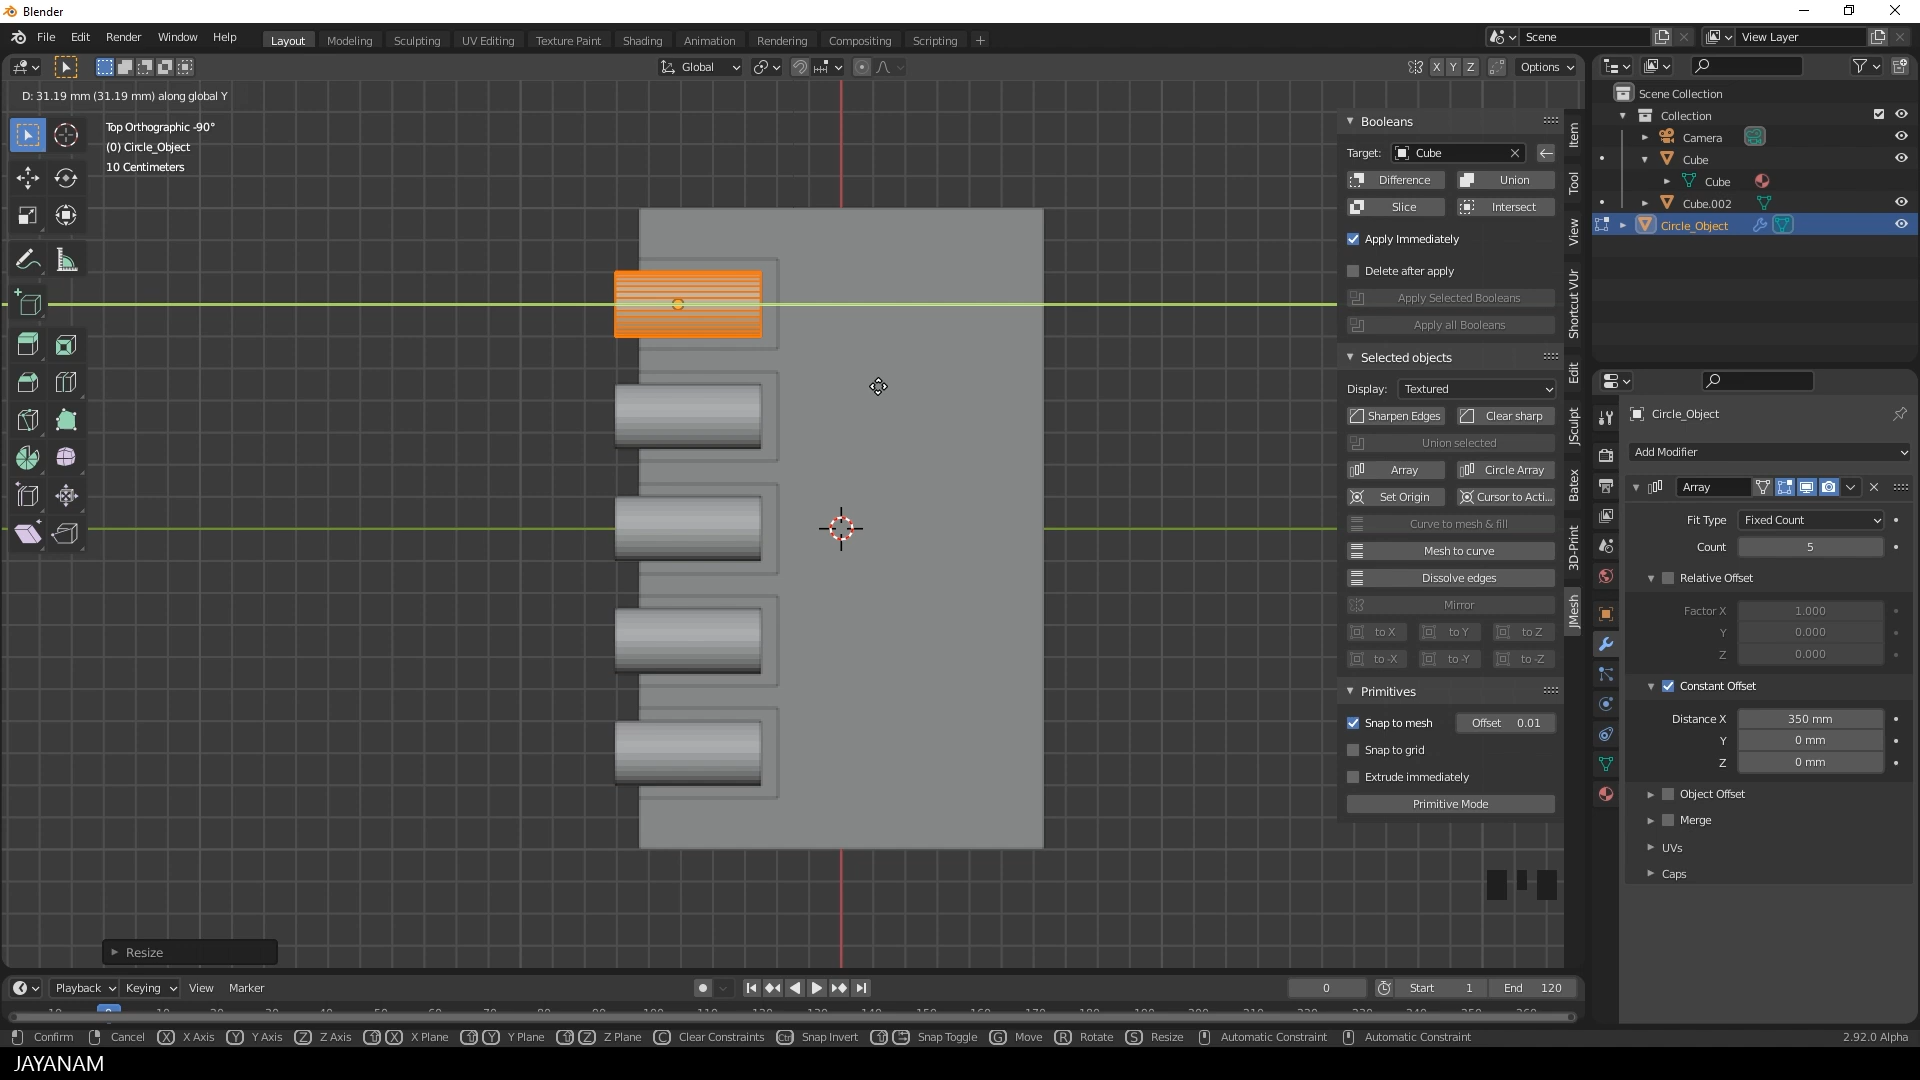 Blender
File Edit Render Window Help
Layout Modeling Sculpting UV Editing Texture Paint Shading Animation Rendering Compositing Scripting +
Scene View Layer
Global X Y Z Options
D: 31.19 mm (31.19 mm) along global Y
Top Orthographic -90°
(0) Circle_Object
10 Centimeters
Booleans
Target: Cube
Difference Union
Slice Intersect
Apply Immediately
Delete after apply
Apply Selected Booleans
Apply all Booleans
Selected objects
Display: Textured
Sharpen Edges Clear sharp
Union selected
Array Circle Array
Set Origin Cursor to Acti...
Curve to mesh & fill
Mesh to curve
Dissolve edges
Mirror
to X to Y to Z
to -X to -Y to -Z
Primitives
Snap to mesh Offset 0.01
Snap to grid
Extrude immediately
Primitive Mode
Item
Tool
View
Shortcut VUr
Edit
JSculpt
Batex
3D-Print
JMesh
Scene Collection
Collection
Camera
Cube
Cube
Cube.002
Circle_Object
Circle_Object
Add Modifier
Array
Fit Type Fixed Count
Count 5
Relative Offset
Factor X 1.000
Y 0.000
Z 0.000
Constant Offset
Distance X 350 mm
Y 0 mm
Z 0 mm
Object Offset
Merge
UVs
Caps
Resize
Playback Keying View Marker
0 Start 1 End 120
Confirm Cancel X X Axis Y Y Axis Z Z Axis X X Plane Y Y Plane Z Z Plane C Clear Constraints Ctrl Snap Invert Snap Toggle G Move R Rotate S Resize Automatic Constraint Automatic Constraint 2.92.0 Alpha
JAYANAM